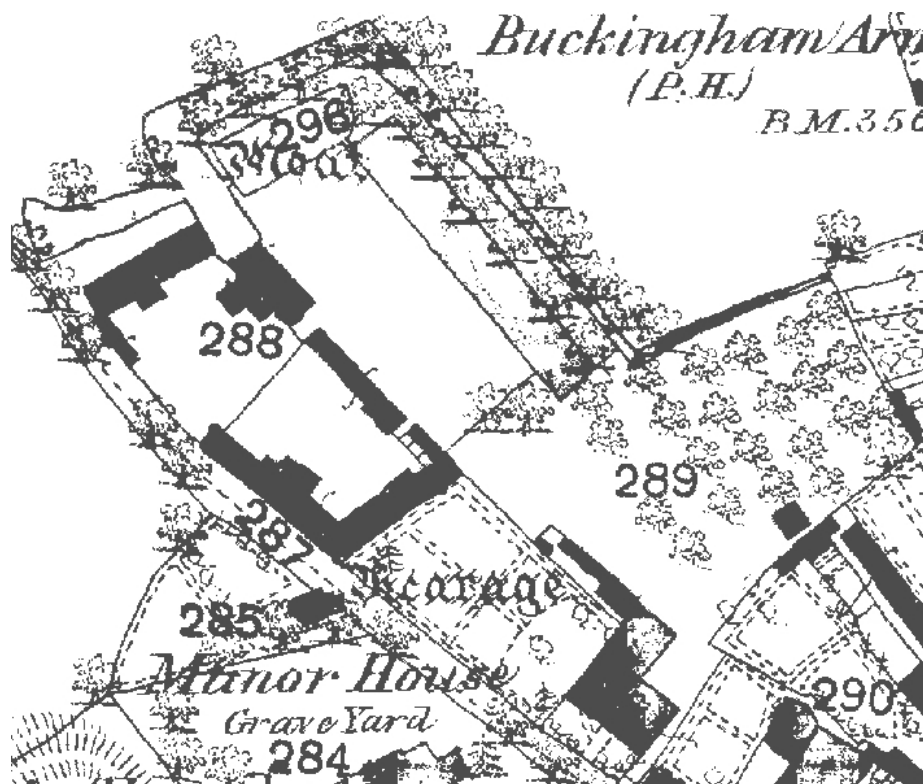 Buckingham Arm
(P.H.)
B.M.356
296
Moat
288
289
287
Vicarage
285
Manor House
290
Grave Yard
284